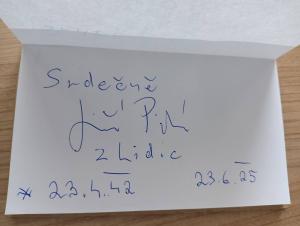 Srdečně
Jiří Pitín
z Lidic
* 23.4.42 23.6.25